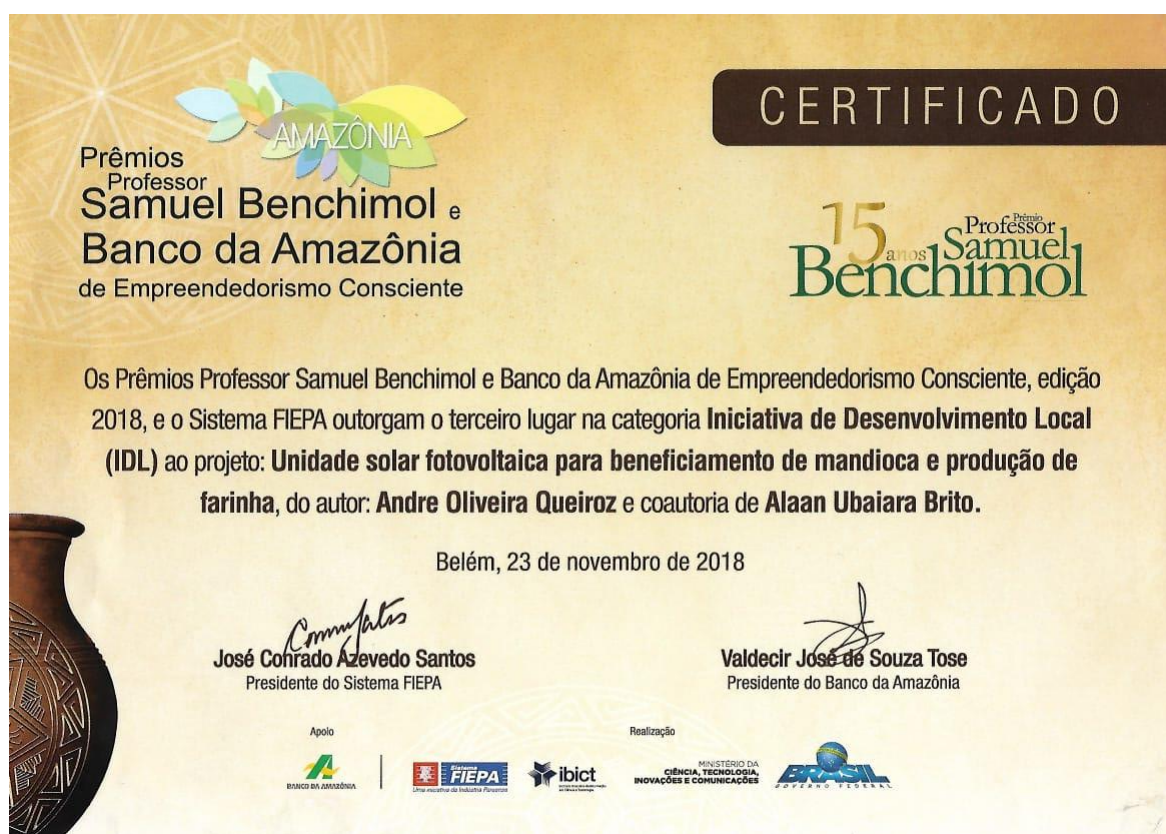 AMAZÔNIA
Prêmios
Professor
Samuel Benchimol e
Banco da Amazônia
de Empreendedorismo Consciente
CERTIFICADO
15 anos
Prêmio
Professor
Samuel
Benchimol
Os Prêmios Professor Samuel Benchimol e Banco da Amazônia de Empreendedorismo Consciente, edição
2018, e o Sistema FIEPA outorgam o terceiro lugar na categoria Iniciativa de Desenvolvimento Local
(IDL) ao projeto: Unidade solar fotovoltaica para beneficiamento de mandioca e produção de
farinha, do autor: Andre Oliveira Queiroz e coautoria de Alaan Ubaiara Brito.
Belém, 23 de novembro de 2018
José Conrado Azevedo Santos
Presidente do Sistema FIEPA
Valdecir José de Souza Tose
Presidente do Banco da Amazônia
Apoio
Realização
BANCO DA AMAZÔNIA
Sistema
FIEPA
Uma iniciativa da Indústria Paraense
ibict
MINISTÉRIO DA
CIÊNCIA, TECNOLOGIA,
INOVAÇÕES E COMUNICAÇÕES
BRASIL
GOVERNO FEDERAL